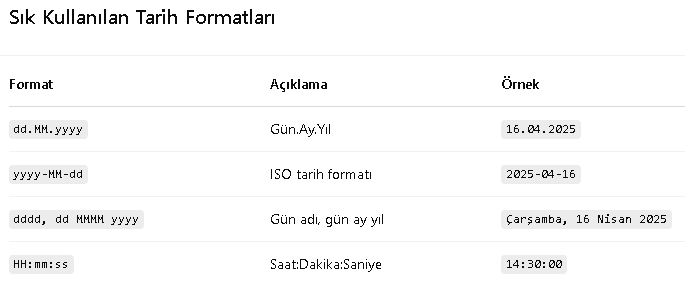 Sık Kullanılan Tarih Formatları
Format Açıklama Örnek
dd.MM.yyyy Gün.Ay.Yıl 16.04.2025
yyyy-MM-dd ISO tarih formatı 2025-04-16
dddd, dd MMMM yyyy Gün adı, gün ay yıl Çarşamba, 16 Nisan 2025
HH:mm:ss Saat:Dakika:Saniye 14:30:00